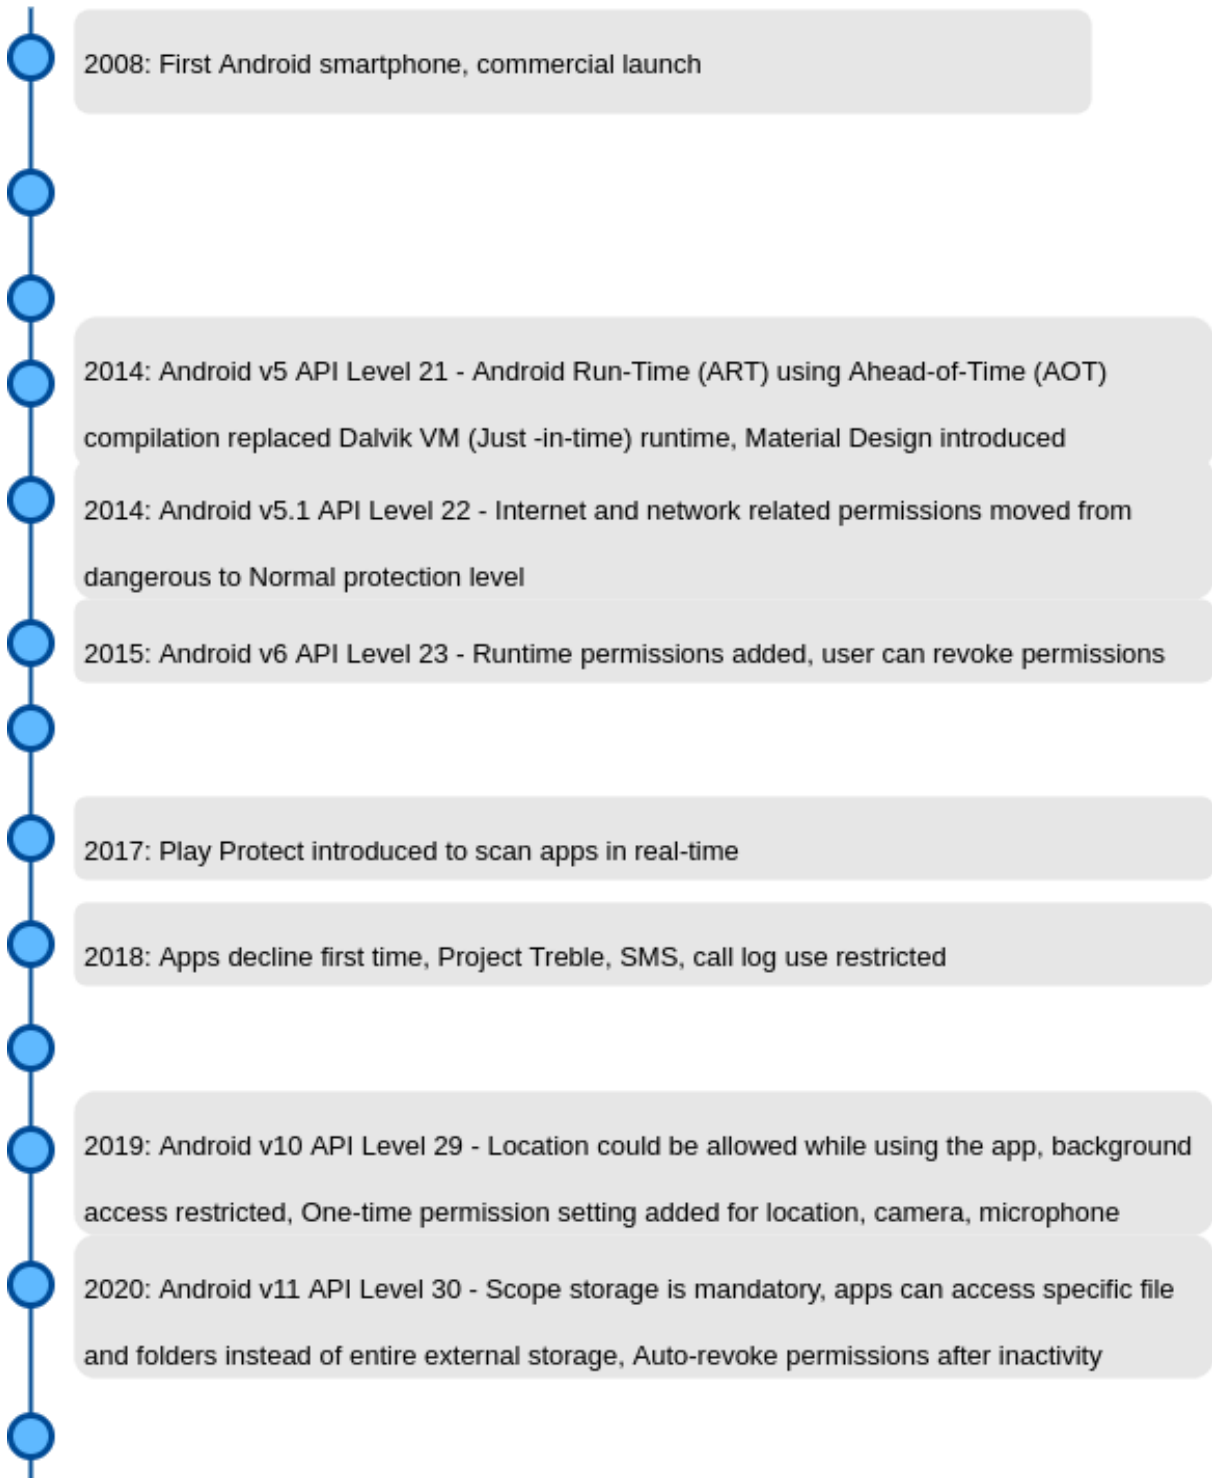 2008: First Android smartphone, commercial launch
2014: Android v5 API Level 21 - Android Run-Time (ART) using Ahead-of-Time (AOT)
compilation replaced Dalvik VM (Just -in-time) runtime, Material Design introduced
2014: Android v5.1 API Level 22 - Internet and network related permissions moved from
dangerous to Normal protection level
2015: Android v6 API Level 23 - Runtime permissions added, user can revoke permissions
2017: Play Protect introduced to scan apps in real-time
2018: Apps decline first time, Project Treble, SMS, call log use restricted
2019: Android v10 API Level 29 - Location could be allowed while using the app, background
access restricted, One-time permission setting added for location, camera, microphone
2020: Android v11 API Level 30 - Scope storage is mandatory, apps can access specific file
and folders instead of entire external storage, Auto-revoke permissions after inactivity